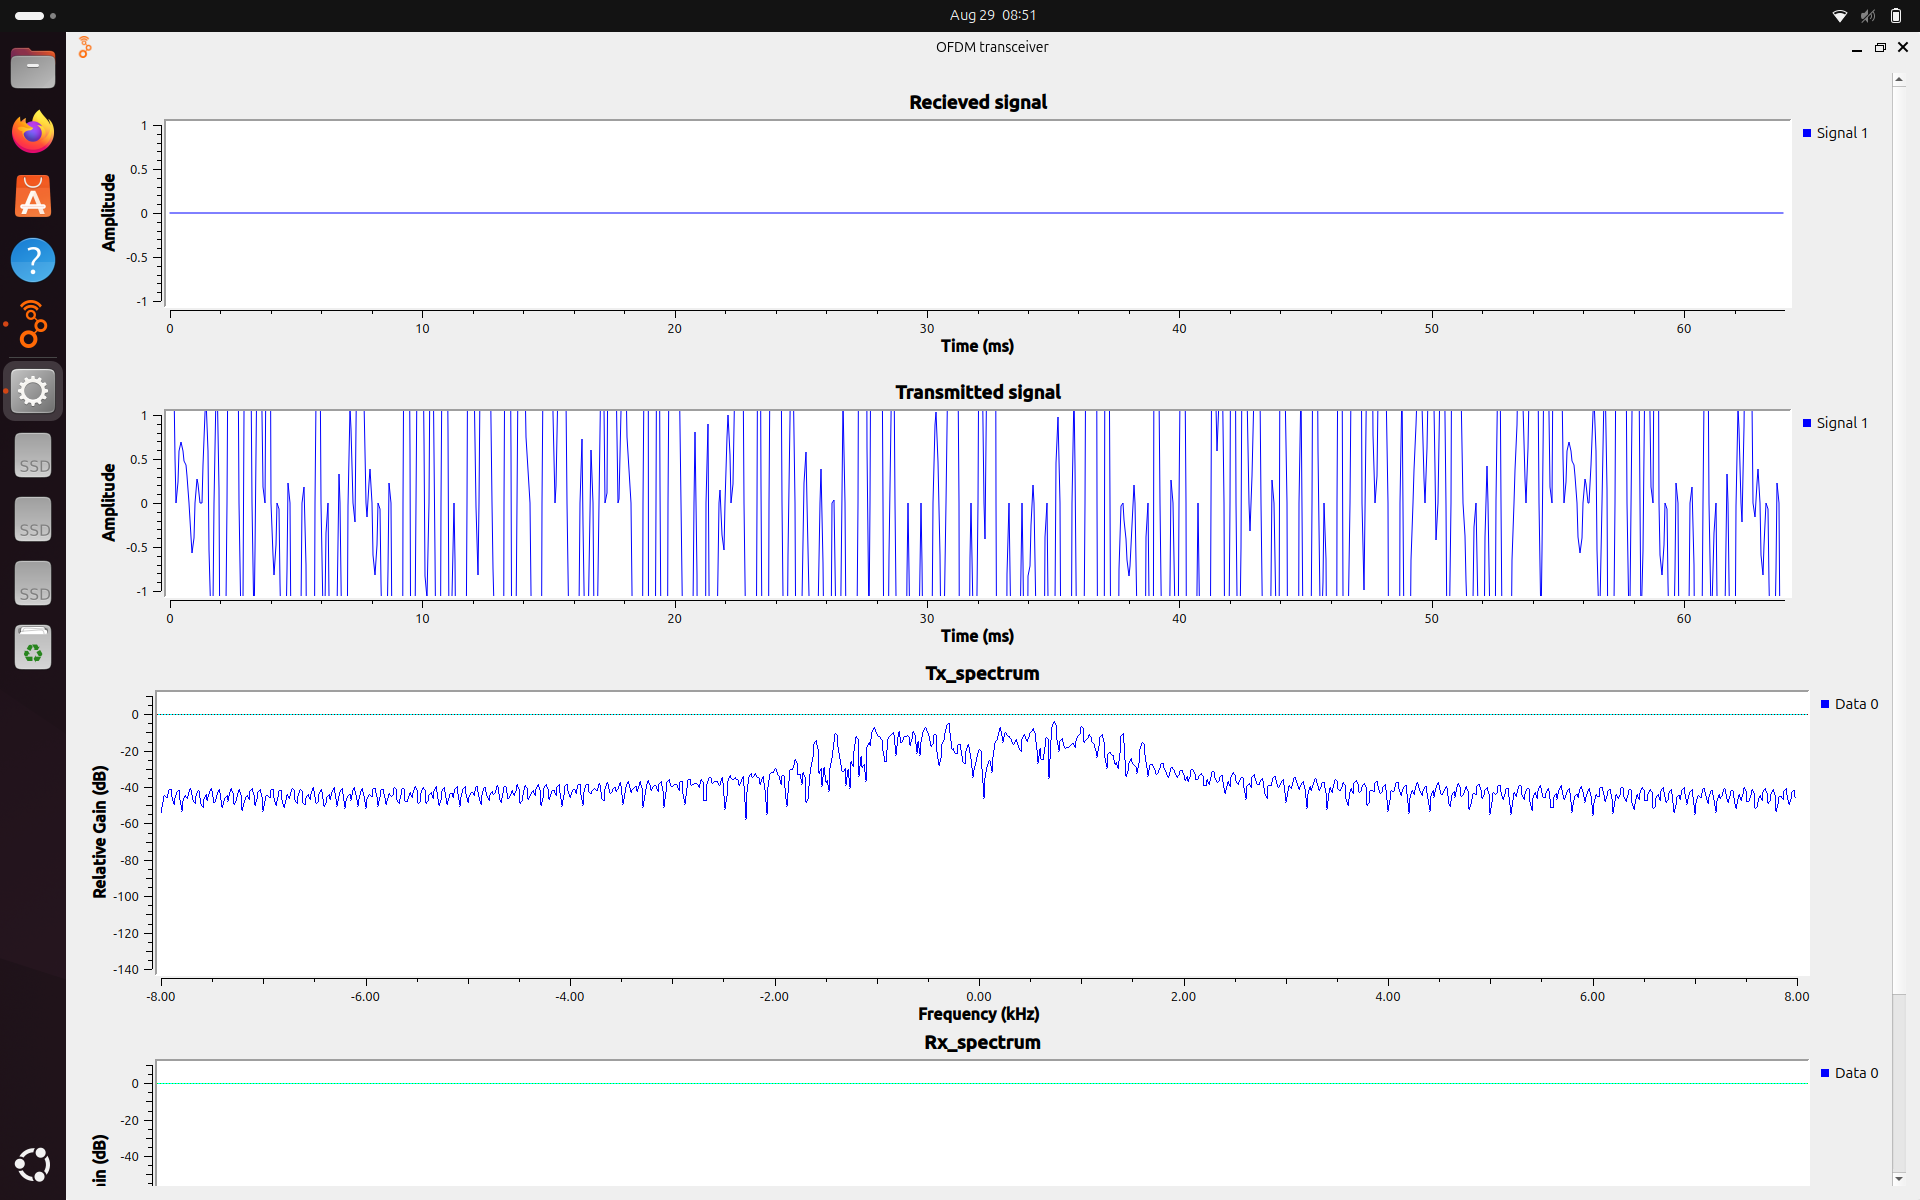 Aug 29 08:51
OFDM transceiver
Recieved signal
1
0.5
0
-0.5
-1
Amplitude
0 10 20 30 40 50 60
Time (ms)
Signal 1
Transmitted signal
1
0.5
0
-0.5
-1
Amplitude
0 10 20 30 40 50 60
Time (ms)
Signal 1
Tx_spectrum
0
-20
-40
-60
-80
-100
-120
-140
Relative Gain (dB)
-8.00 -6.00 -4.00 -2.00 0.00 2.00 4.00 6.00 8.00
Frequency (kHz)
Data 0
Rx_spectrum
0
-20
-40
ain (dB)
Data 0
A
?
SSD
SSD
SSD